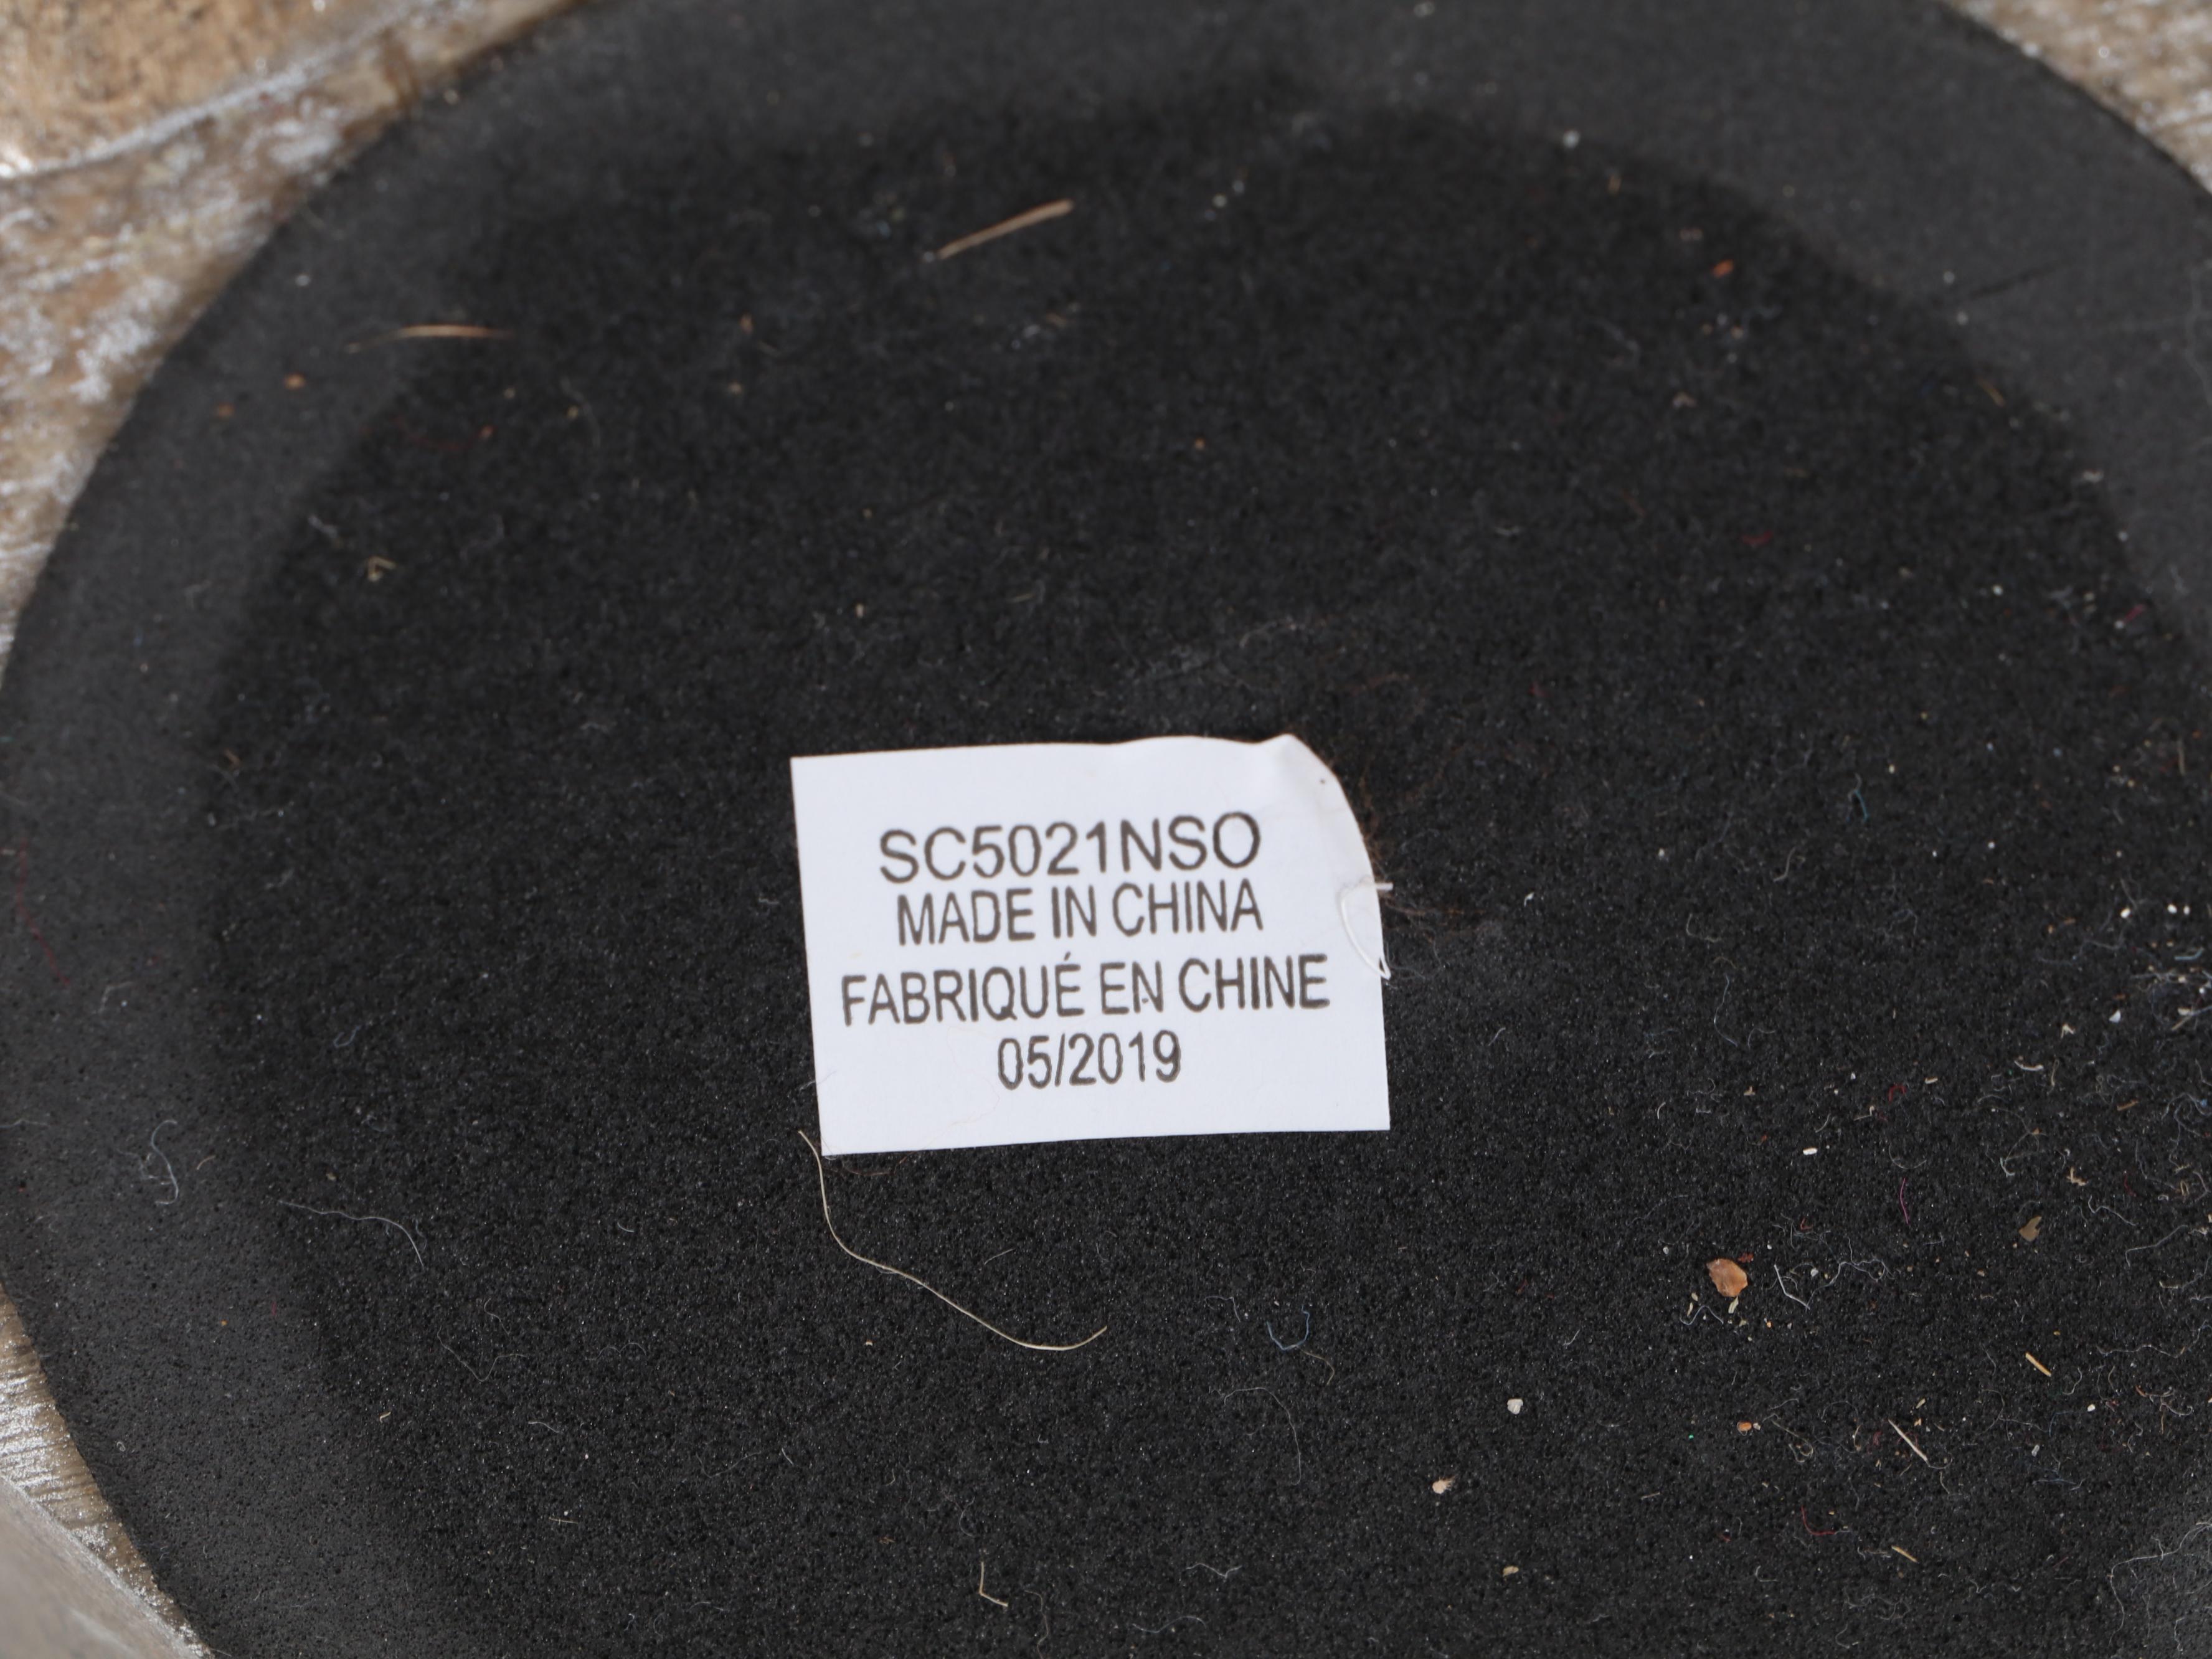 SC5021NSO
MADE IN CHINA
FABRIQUÉ EN CHINE
05/2019